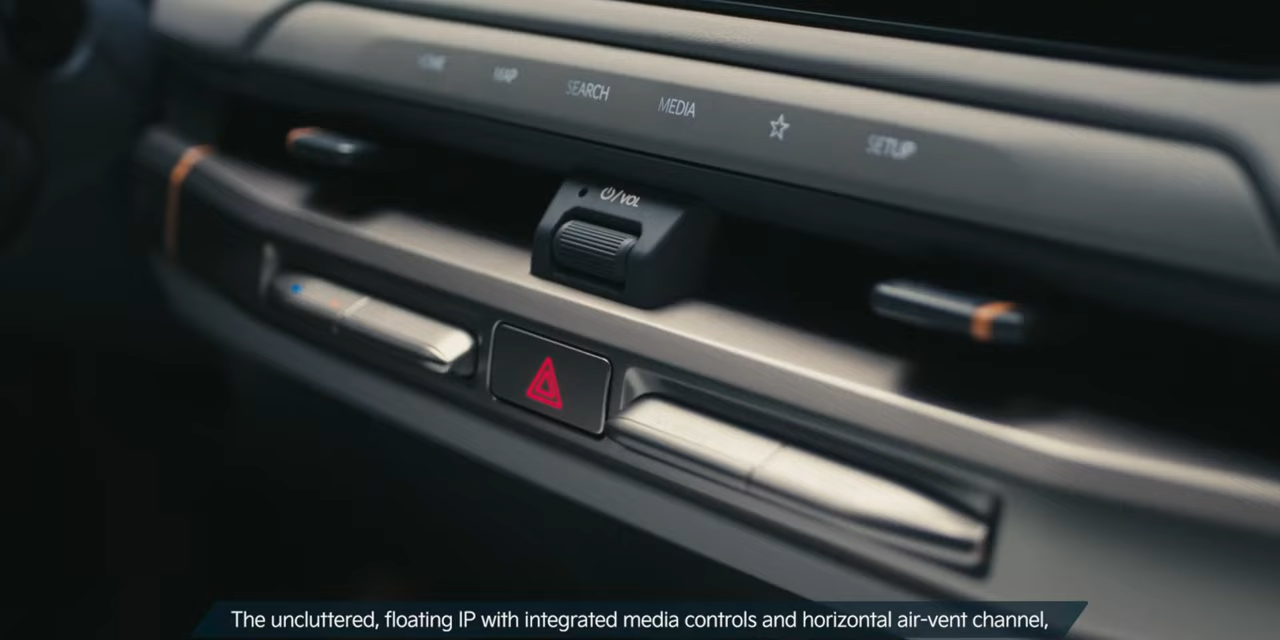 HOME MAP SEARCH MEDIA ☆ SETUP
⏻/VOL
The uncluttered, floating IP with integrated media controls and horizontal air-vent channel,